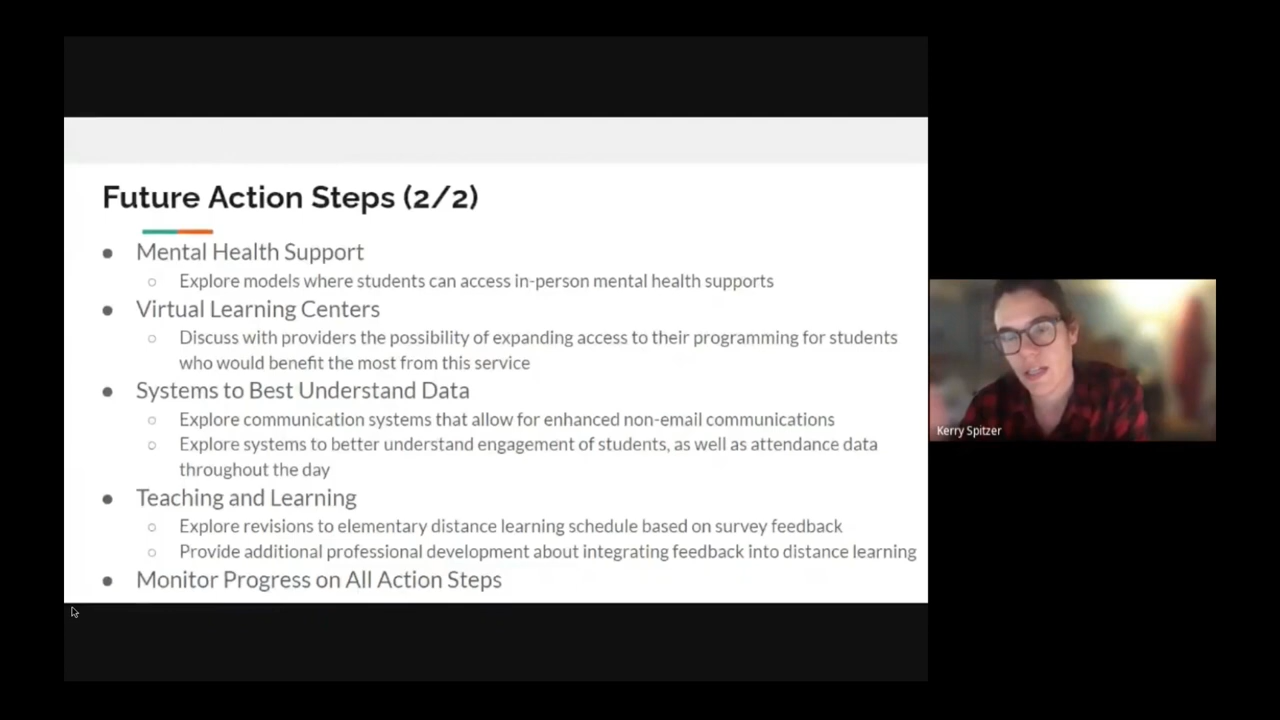 Future Action Steps (2/2)
● Mental Health Support
○ Explore models where students can access in-person mental health supports
● Virtual Learning Centers
○ Discuss with providers the possibility of expanding access to their programming for students
who would benefit the most from this service
● Systems to Best Understand Data
○ Explore communication systems that allow for enhanced non-email communications
○ Explore systems to better understand engagement of students, as well as attendance data
throughout the day
● Teaching and Learning
○ Explore revisions to elementary distance learning schedule based on survey feedback
○ Provide additional professional development about integrating feedback into distance learning
● Monitor Progress on All Action Steps
Kerry Spitzer